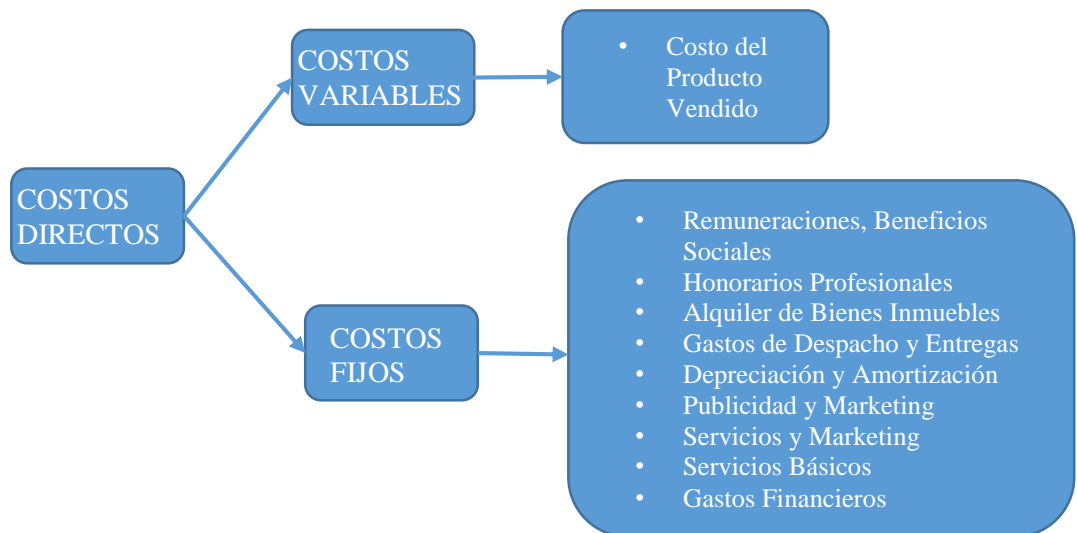 COSTOS
DIRECTOS
COSTOS
VARIABLES
• Costo del
Producto
Vendido
COSTOS
FIJOS
• Remuneraciones, Beneficios
Sociales
• Honorarios Profesionales
• Alquiler de Bienes Inmuebles
• Gastos de Despacho y Entregas
• Depreciación y Amortización
• Publicidad y Marketing
• Servicios y Marketing
• Servicios Básicos
• Gastos Financieros